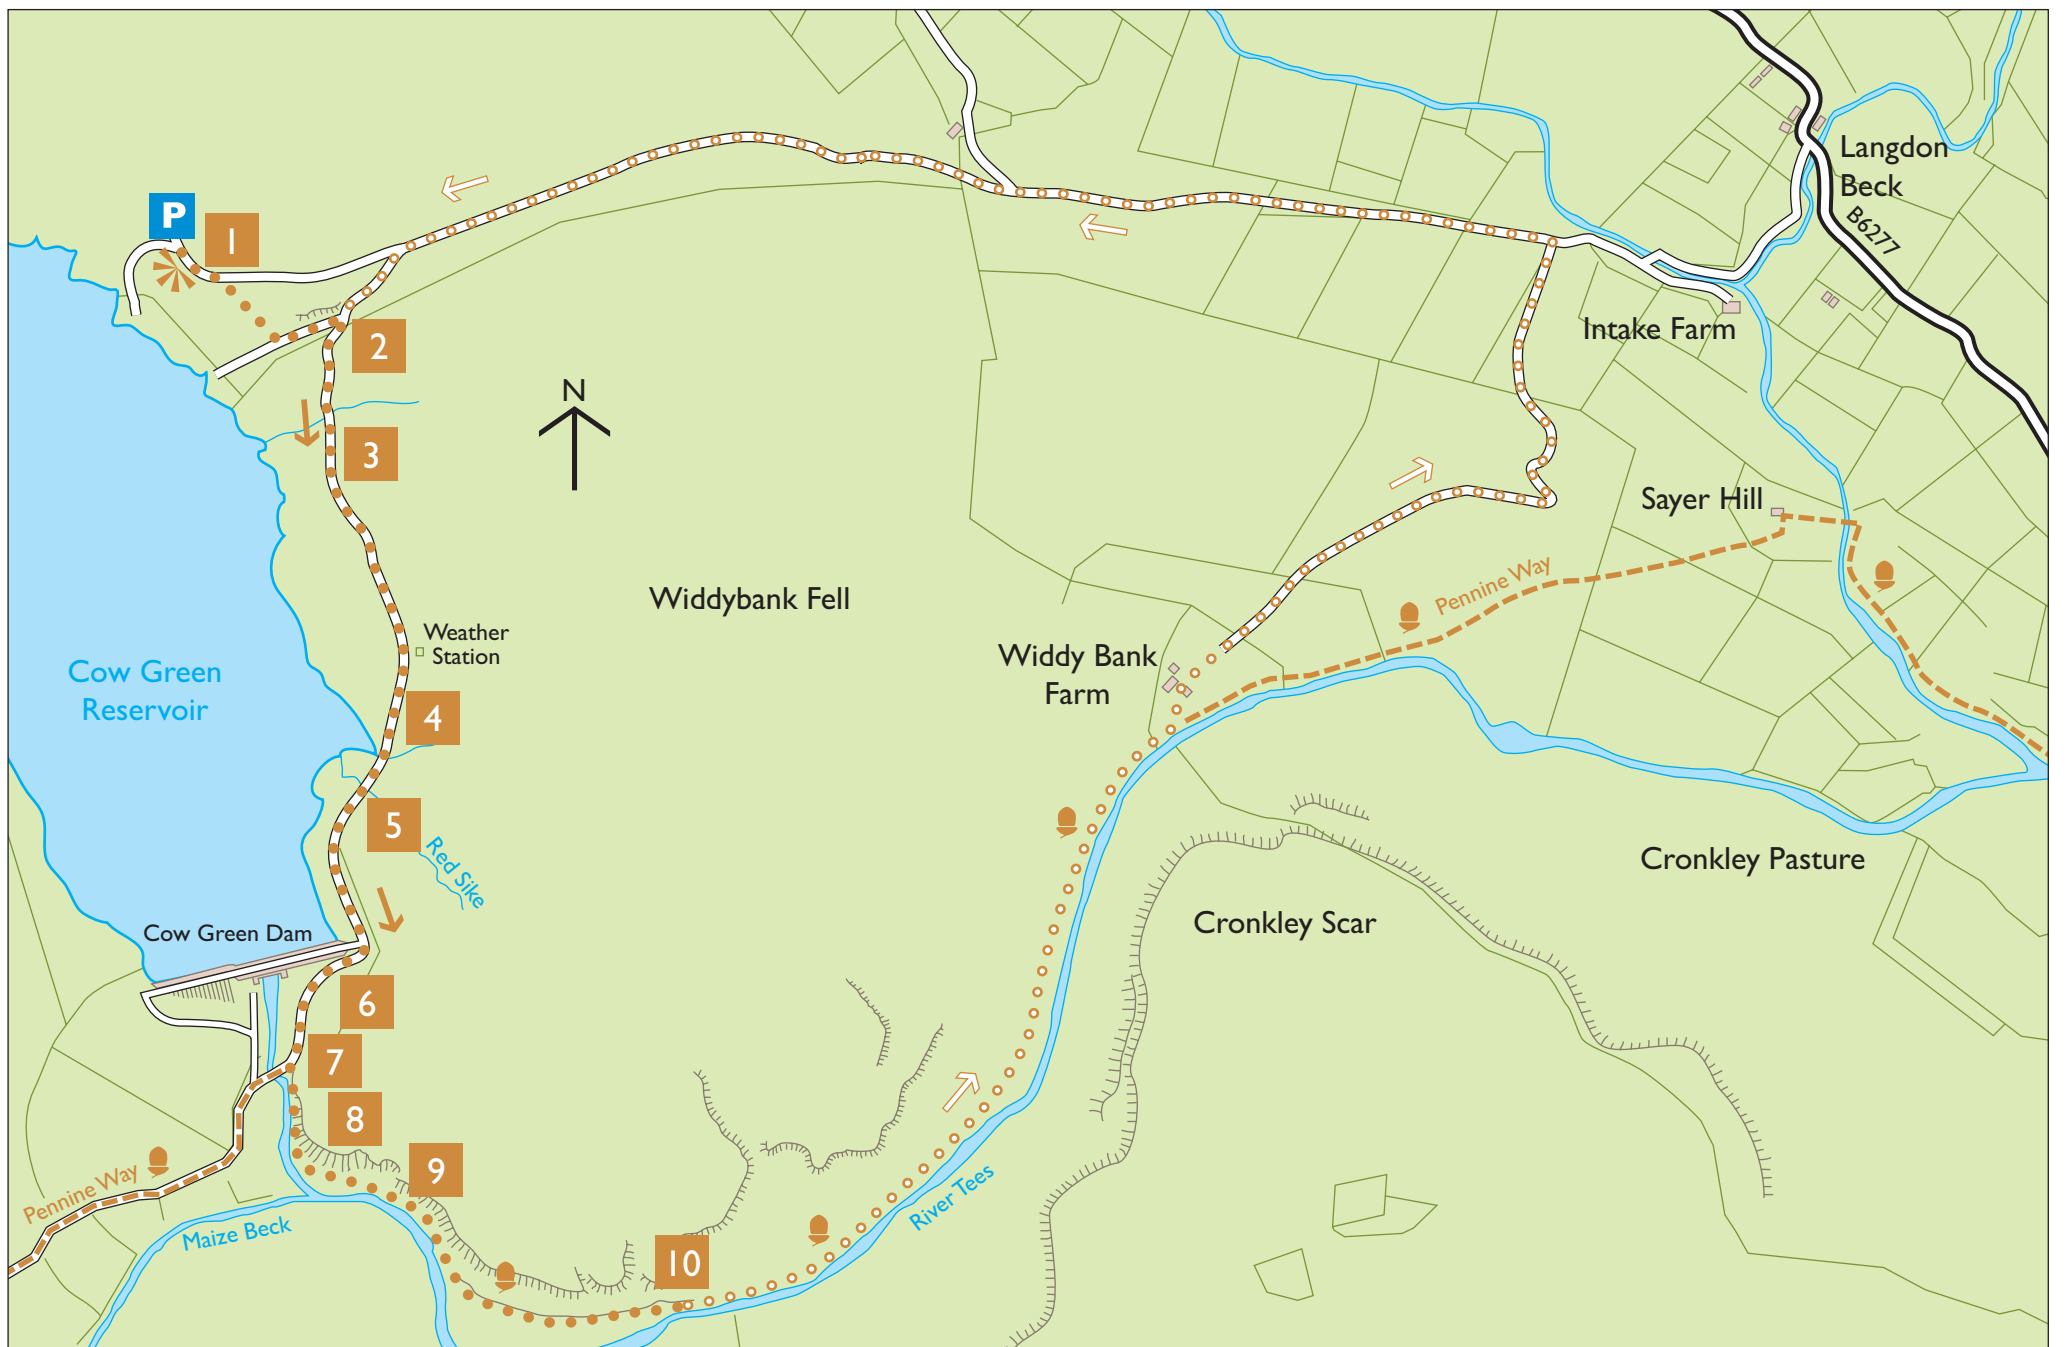 Langdon
Beck
B6277
P
1
Intake Farm
2
N
3
Sayer Hill
Pennine Way
Widdybank Fell
Weather
Station
Widdy Bank
Farm
Cow Green
Reservoir
4
5
Red Sike
Cronkley Pasture
Cronkley Scar
Cow Green Dam
6
7
8
9
Pennine Way
Maize Beck
River Tees
10